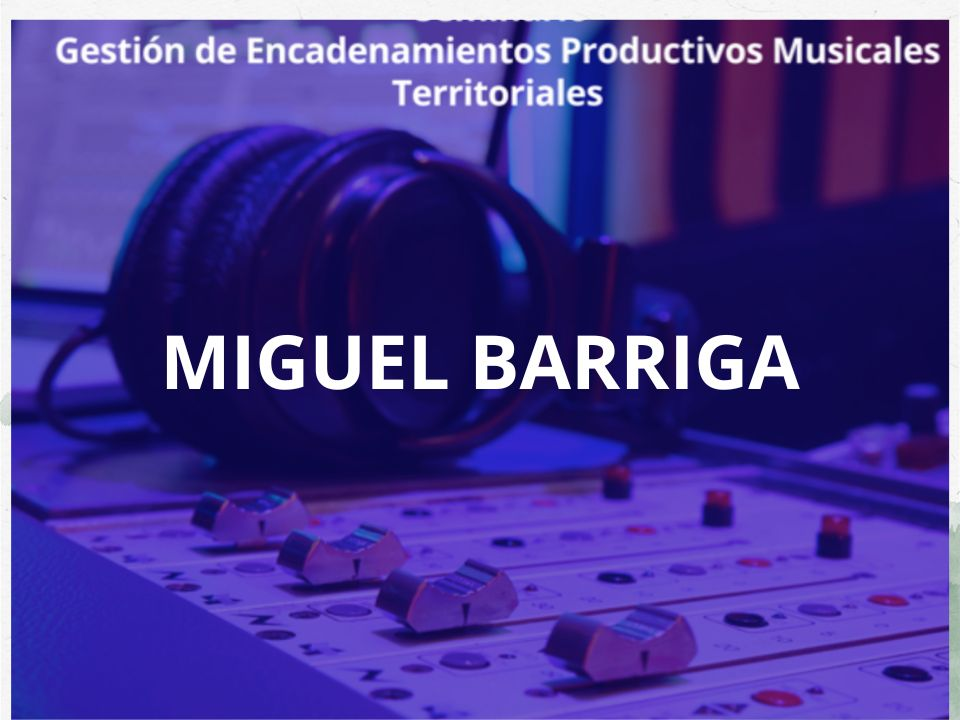 Gestión de Encadenamientos Productivos Musicales
Territoriales
MIGUEL BARRIGA